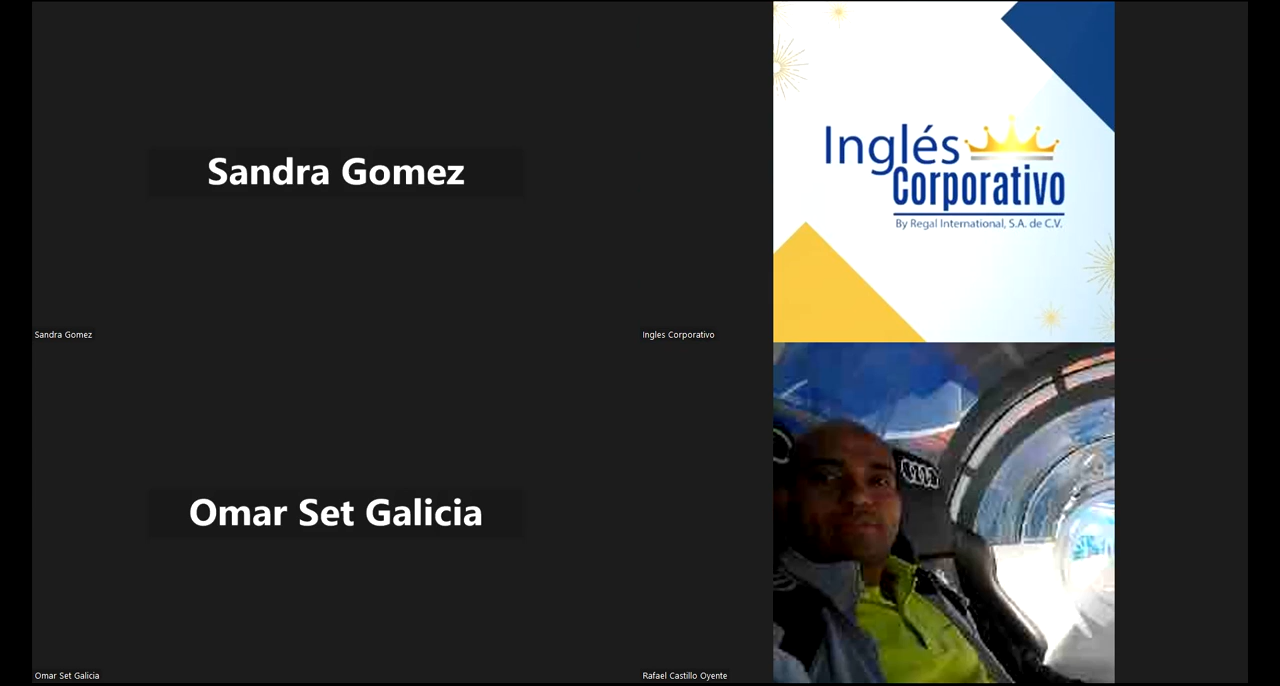 Sandra Gomez
Sandra Gomez
Inglés
Corporativo
By Regal International, S.A. de C.V.
Ingles Corporativo
Omar Set Galicia
Omar Set Galicia
Rafael Castillo Oyente